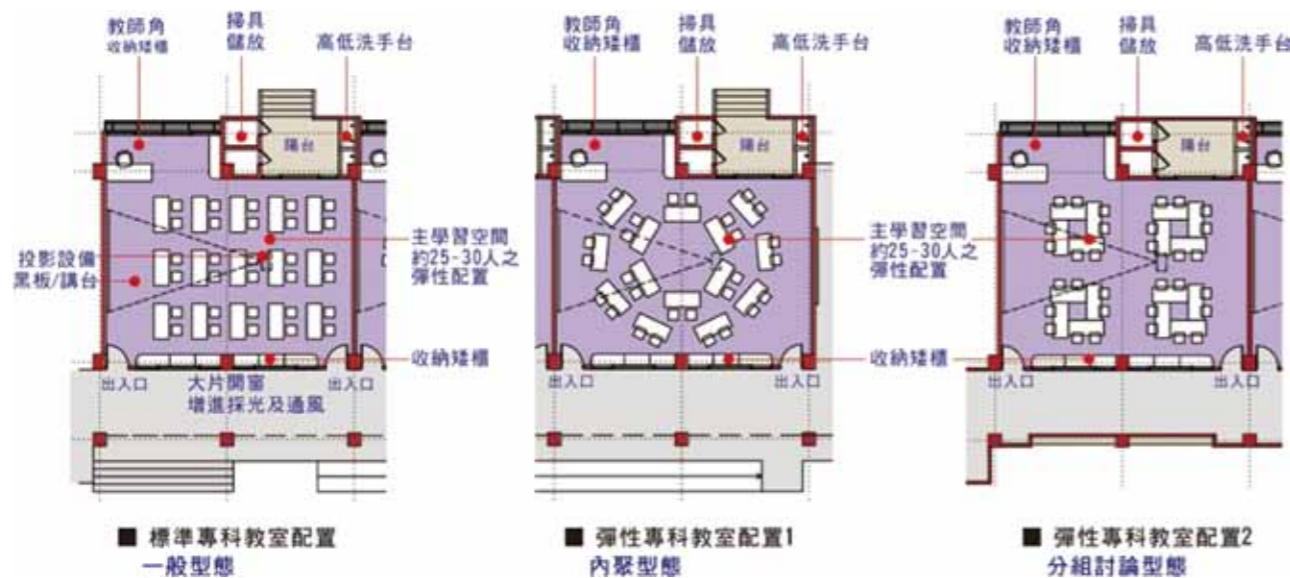 教師角
收納矮櫃
掃具
儲放
高低洗手台
陽台
投影設備
黑板/講台
主學習空間
約25-30人之
彈性配置
收納矮櫃
出入口
大片開窗
增進採光及通風
出入口
■ 標準專科教室配置
一般型態
教師角
收納矮櫃
掃具
儲放
高低洗手台
陽台
主學習空間
約25-30人之
彈性配置
收納矮櫃
出入口
出入口
■ 彈性專科教室配置1
內聚型態
教師角
收納矮櫃
掃具
儲放
高低洗手台
陽台
出入口
出入口
■ 彈性專科教室配置2
分組討論型態